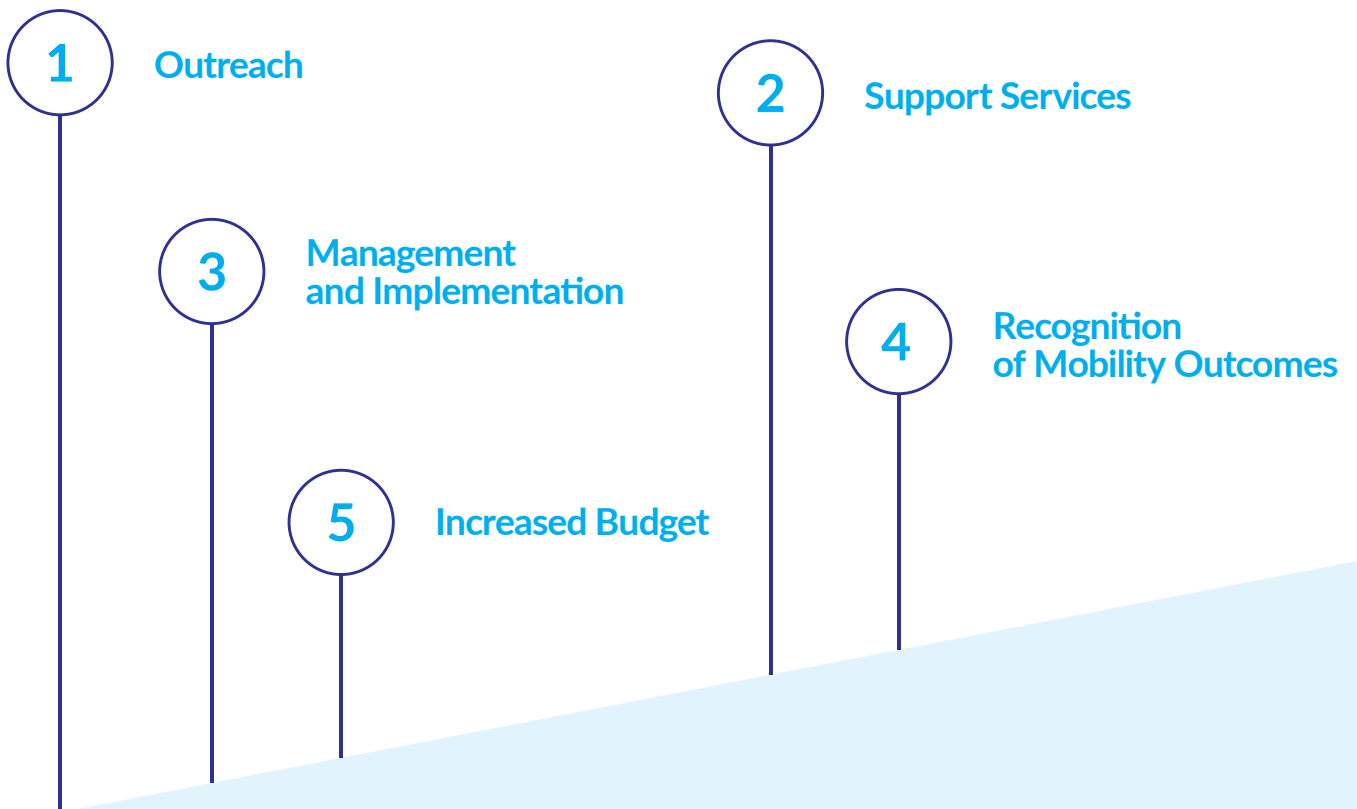 1
Outreach
2
Support Services
3
Management
and Implementation
4
Recognition
of Mobility Outcomes
5
Increased Budget